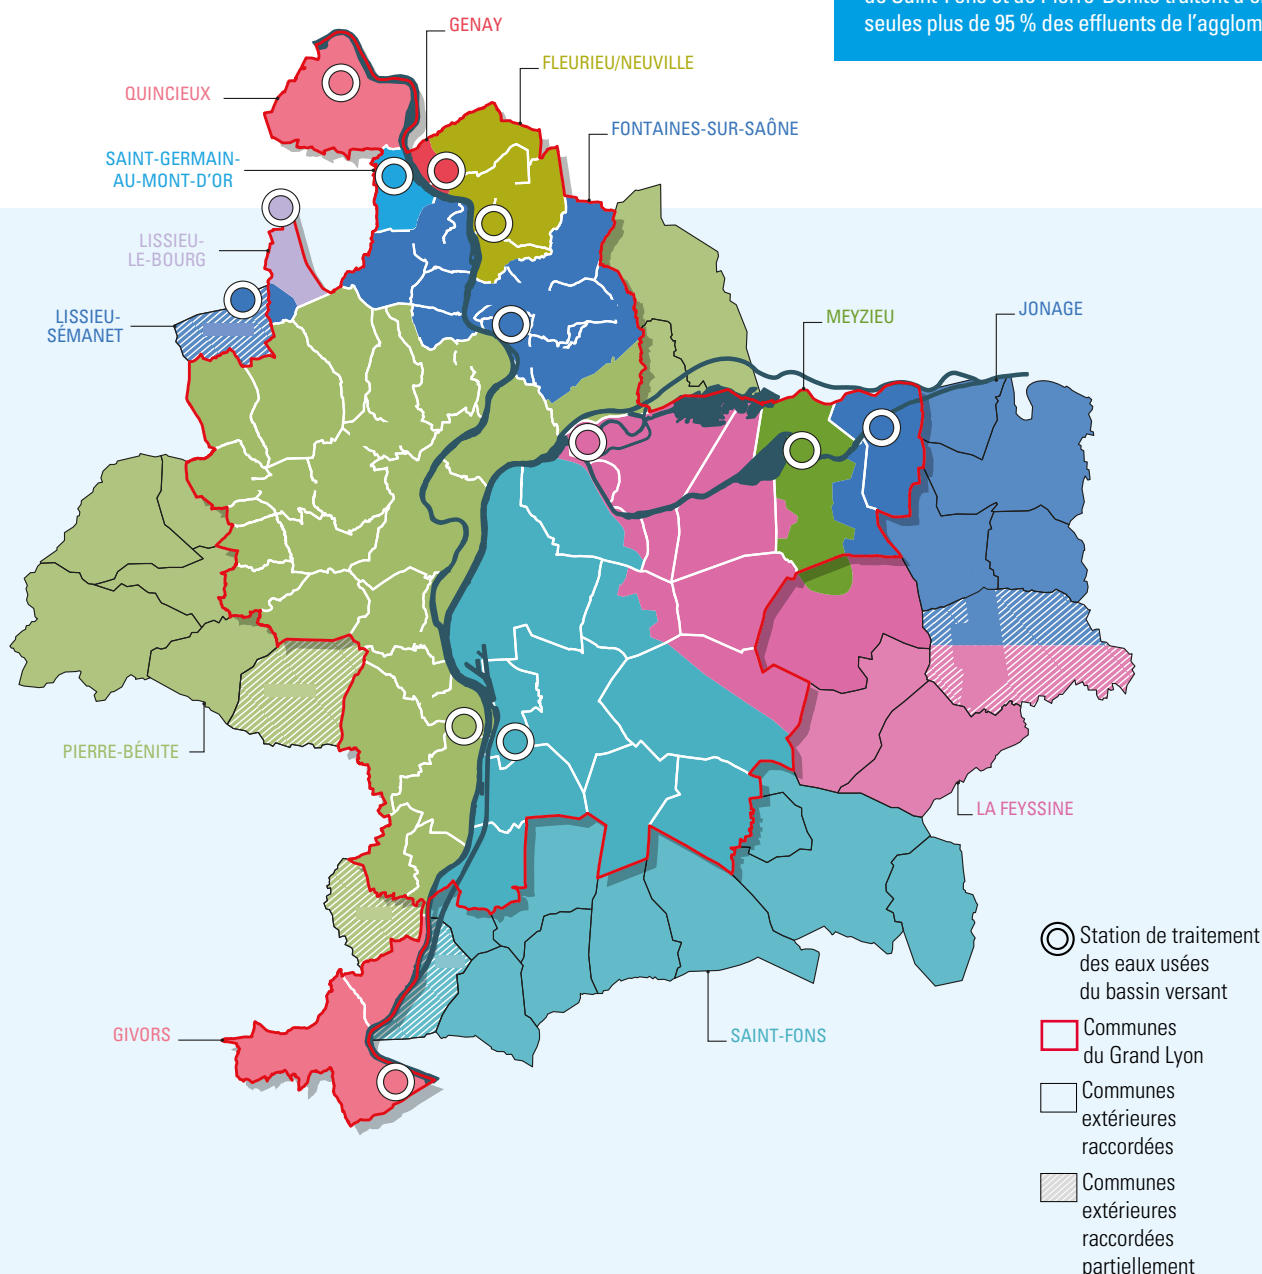 seules plus de 95 % des effluents de l'agglom
GENAY
FLEURIEU/NEUVILLE
QUINCIEUX
FONTAINES-SUR-SAÔNE
SAINT-GERMAIN-
AU-MONT-D'OR
LISSIEU-
LE-BOURG
LISSIEU-
SÉMANET
MEYZIEU
JONAGE
PIERRE-BÉNITE
LA FEYSSINE
GIVORS
SAINT-FONS
Station de traitement
des eaux usées
du bassin versant
Communes
du Grand Lyon
Communes
extérieures
raccordées
Communes
extérieures
raccordées
partiellement